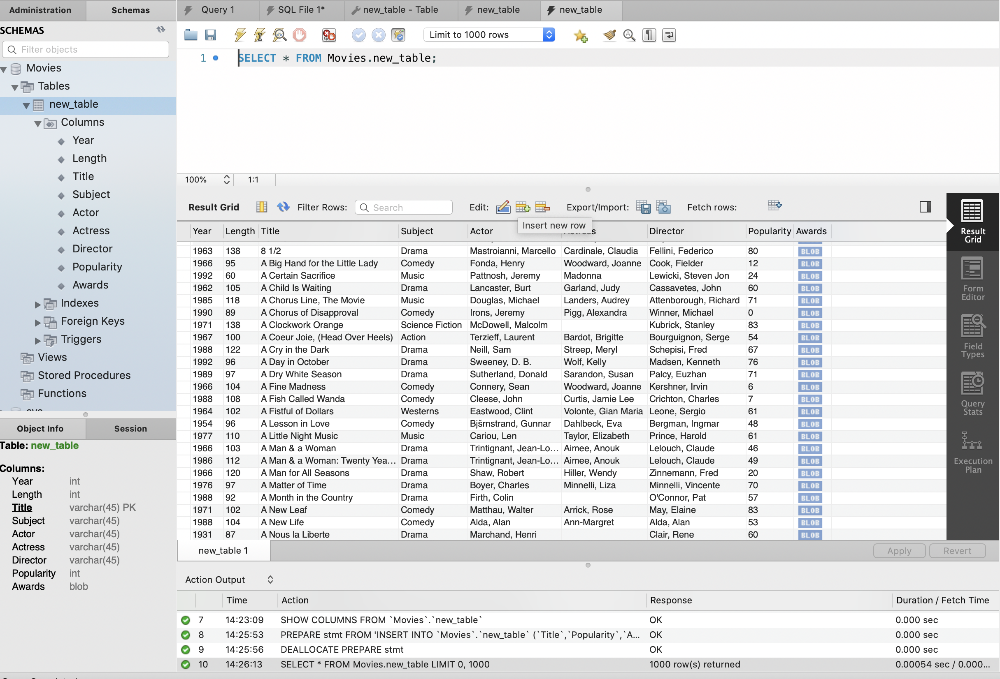 Administration Schemas
Query 1 SQL File 1* new_table - Table new_table new_table
SCHEMAS
Filter objects
Limit to 1000 rows
1 SELECT * FROM Movies.new_table;
Movies
Tables
new_table
Columns
Year
Length
Title
Subject
Actor
Actress
Director
Popularity
Awards
Indexes
Foreign Keys
Triggers
Views
Stored Procedures
Functions
Object Info Session
Table: new_table
Columns:
Year int
Length int
Title varchar(45) PK
Subject varchar(45)
Actor varchar(45)
Actress varchar(45)
Director varchar(45)
Popularity int
Awards blob
100% 1:1
Result Grid Filter Rows: Search Edit: Export/Import: Fetch rows:
Insert new row
Year Length Title Subject Actor Director Popularity Awards
1963 138 8 1/2 Drama Mastroianni, Marcello Cardinale, Claudia Fellini, Federico 80 BLOB
1966 95 A Big Hand for the Little Lady Comedy Fonda, Henry Woodward, Joanne Cook, Fielder 12 BLOB
1992 60 A Certain Sacrifice Music Pattnosh, Jeremy Madonna Lewicki, Steven Jon 24 BLOB
1962 105 A Child Is Waiting Drama Lancaster, Burt Garland, Judy Cassavetes, John 60 BLOB
1985 118 A Chorus Line, The Movie Music Douglas, Michael Landers, Audrey Attenborough, Richard 71 BLOB
1990 89 A Chorus of Disapproval Comedy Irons, Jeremy Pigg, Alexandra Winner, Michael 0 BLOB
1971 138 A Clockwork Orange Science Fiction McDowell, Malcolm Kubrick, Stanley 83 BLOB
1967 100 A Coeur Joie, (Head Over Heels) Action Terzieff, Laurent Bardot, Brigitte Bourguignon, Serge 54 BLOB
1988 122 A Cry in the Dark Drama Neill, Sam Streep, Meryl Schepisi, Fred 67 BLOB
1992 96 A Day in October Drama Sweeney, D. B. Wolf, Kelly Madsen, Kenneth 76 BLOB
1989 97 A Dry White Season Drama Sutherland, Donald Sarandon, Susan Palcy, Euzhan 71 BLOB
1966 104 A Fine Madness Comedy Connery, Sean Woodward, Joanne Kershner, Irvin 6 BLOB
1988 108 A Fish Called Wanda Comedy Cleese, John Curtis, Jamie Lee Crichton, Charles 7 BLOB
1964 102 A Fistful of Dollars Westerns Eastwood, Clint Volonte, Gian Maria Leone, Sergio 61 BLOB
1954 96 A Lesson in Love Comedy Bjšrnstrand, Gunnar Dahlbeck, Eva Bergman, Ingmar 48 BLOB
1977 110 A Little Night Music Music Cariou, Len Taylor, Elizabeth Prince, Harold 61 BLOB
1966 103 A Man & a Woman Drama Trintignant, Jean-Lo... Aimee, Anouk Lelouch, Claude 46 BLOB
1986 112 A Man & a Woman: Twenty Yea... Drama Trintignant, Jean-Lo... Aimee, Anouk Lelouch, Claude 49 BLOB
1966 120 A Man for All Seasons Drama Shaw, Robert Hiller, Wendy Zinnemann, Fred 20 BLOB
1976 97 A Matter of Time Drama Boyer, Charles Minnelli, Liza Minnelli, Vincente 70 BLOB
1988 92 A Month in the Country Drama Firth, Colin O'Connor, Pat 57 BLOB
1971 102 A New Leaf Comedy Matthau, Walter Arrick, Rose May, Elaine 83 BLOB
1988 104 A New Life Comedy Alda, Alan Ann-Margret Alda, Alan 53 BLOB
1931 87 A Nous la Liberte Drama Marchand, Henri Clair, Rene 60 BLOB
Result
Grid
Form
Editor
Field
Types
Query
Stats
Execution
Plan
new_table 1 Apply Revert
Action Output
Time Action Response Duration / Fetch Time
7 14:23:09 SHOW COLUMNS FROM `Movies`.`new_table` OK 0.000 sec
8 14:25:53 PREPARE stmt FROM 'INSERT INTO `Movies`.`new_table` (`Title`,`Popularity`,`A... OK 0.000 sec
9 14:25:56 DEALLOCATE PREPARE stmt OK 0.000 sec
10 14:26:13 SELECT * FROM Movies.new_table LIMIT 0, 1000 1000 row(s) returned 0.00054 sec / 0.000...